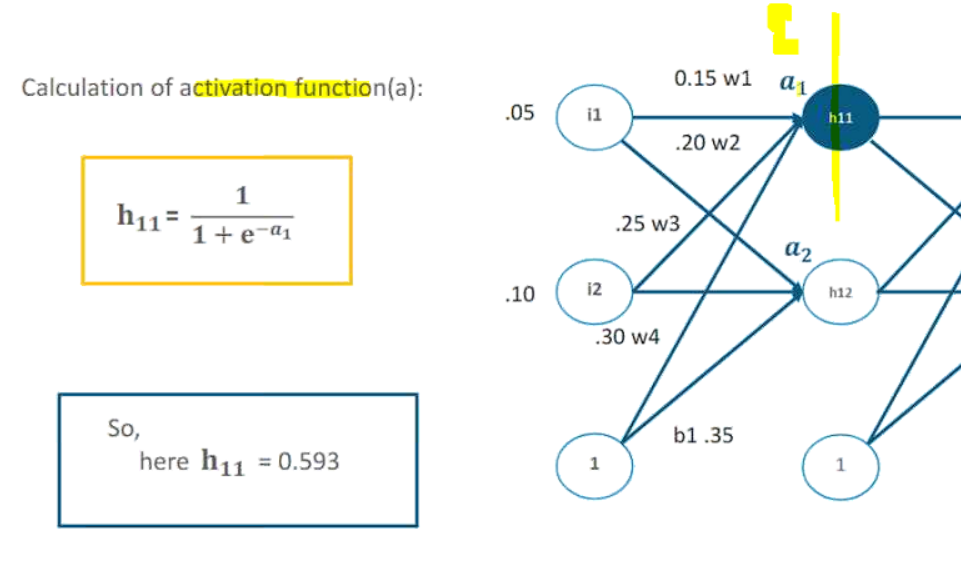 Calculation of activation function(a):
h₁₁ = 1 / (1 + e^(-a₁))
So,
here h₁₁ = 0.593
0.15 w1
a₁
.05
i1
h11
.20 w2
.25 w3
a₂
.10
i2
h12
.30 w4
b1 .35
1
1